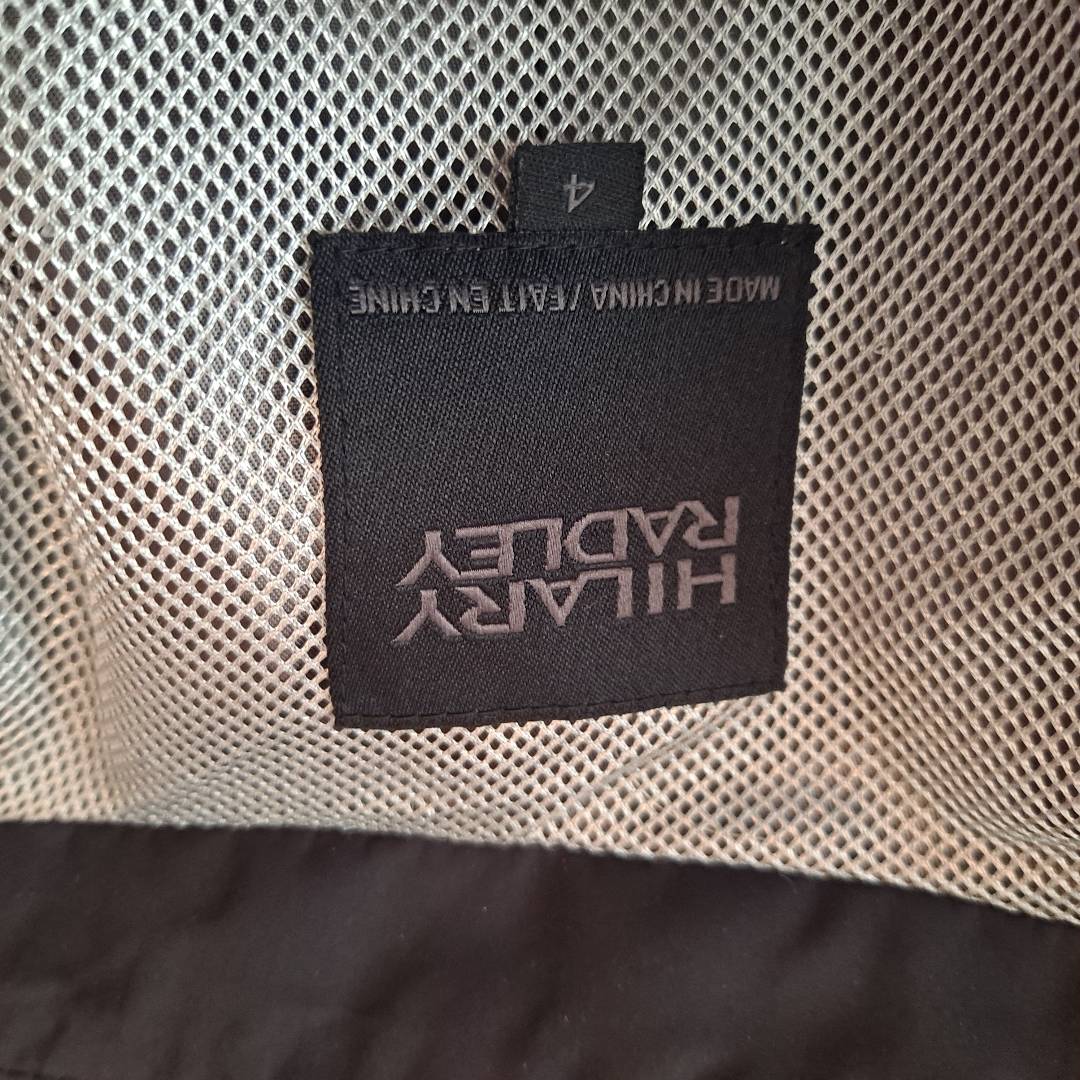 HILARY
RADLEY
MADE IN CHINA / FAIT EN CHINE
4